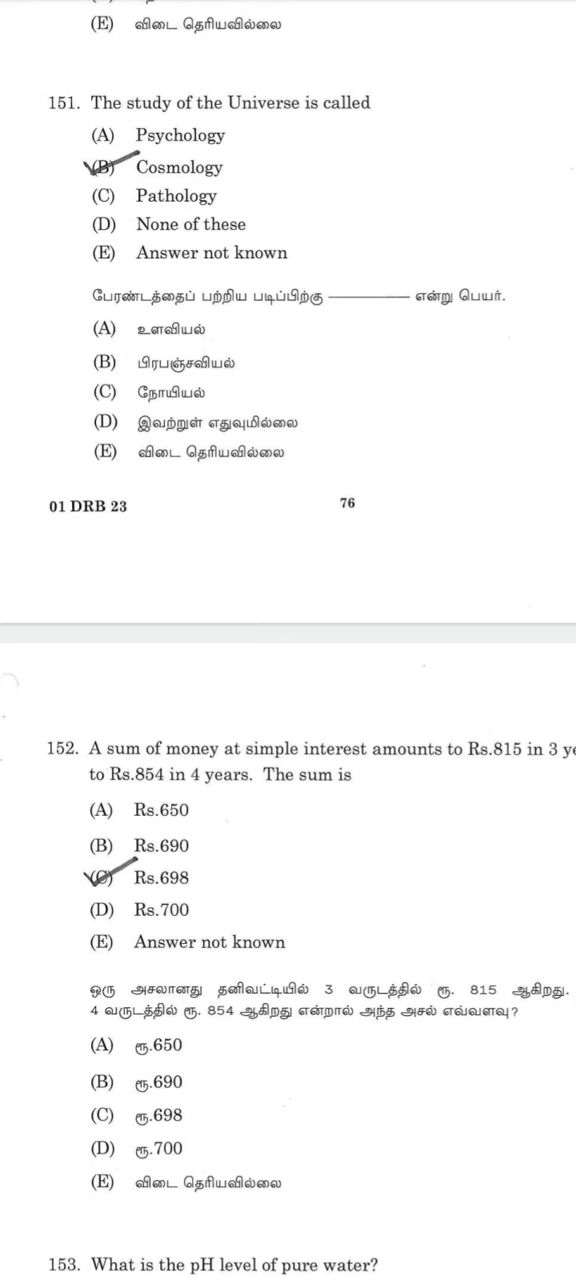 (E) விடை தெரியவில்லை
151. The study of the Universe is called
(A) Psychology
(B) Cosmology
(C) Pathology
(D) None of these
(E) Answer not known
பேரண்டத்தைப் பற்றிய படிப்பிற்கு ———— என்று பெயர்.
(A) உளவியல்
(B) பிரபஞ்சவியல்
(C) நோயியல்
(D) இவற்றுள் எதுவுமில்லை
(E) விடை தெரியவில்லை
01 DRB 23
76
152. A sum of money at simple interest amounts to Rs.815 in 3
to Rs.854 in 4 years. The sum is
(A) Rs.650
(B) Rs.690
(C) Rs.698
(D) Rs.700
(E) Answer not known
ஒரு அசலானது தனிவட்டியில் 3 வருடத்தில் ரூ. 815 ஆகிறது.
4 வருடத்தில் ரூ. 854 ஆகிறது என்றால் அந்த அசல் எவ்வளவு?
(A) ரூ.650
(B) ரூ.690
(C) ரூ.698
(D) ரூ.700
(E) விடை தெரியவில்லை
153. What is the pH level of pure water?